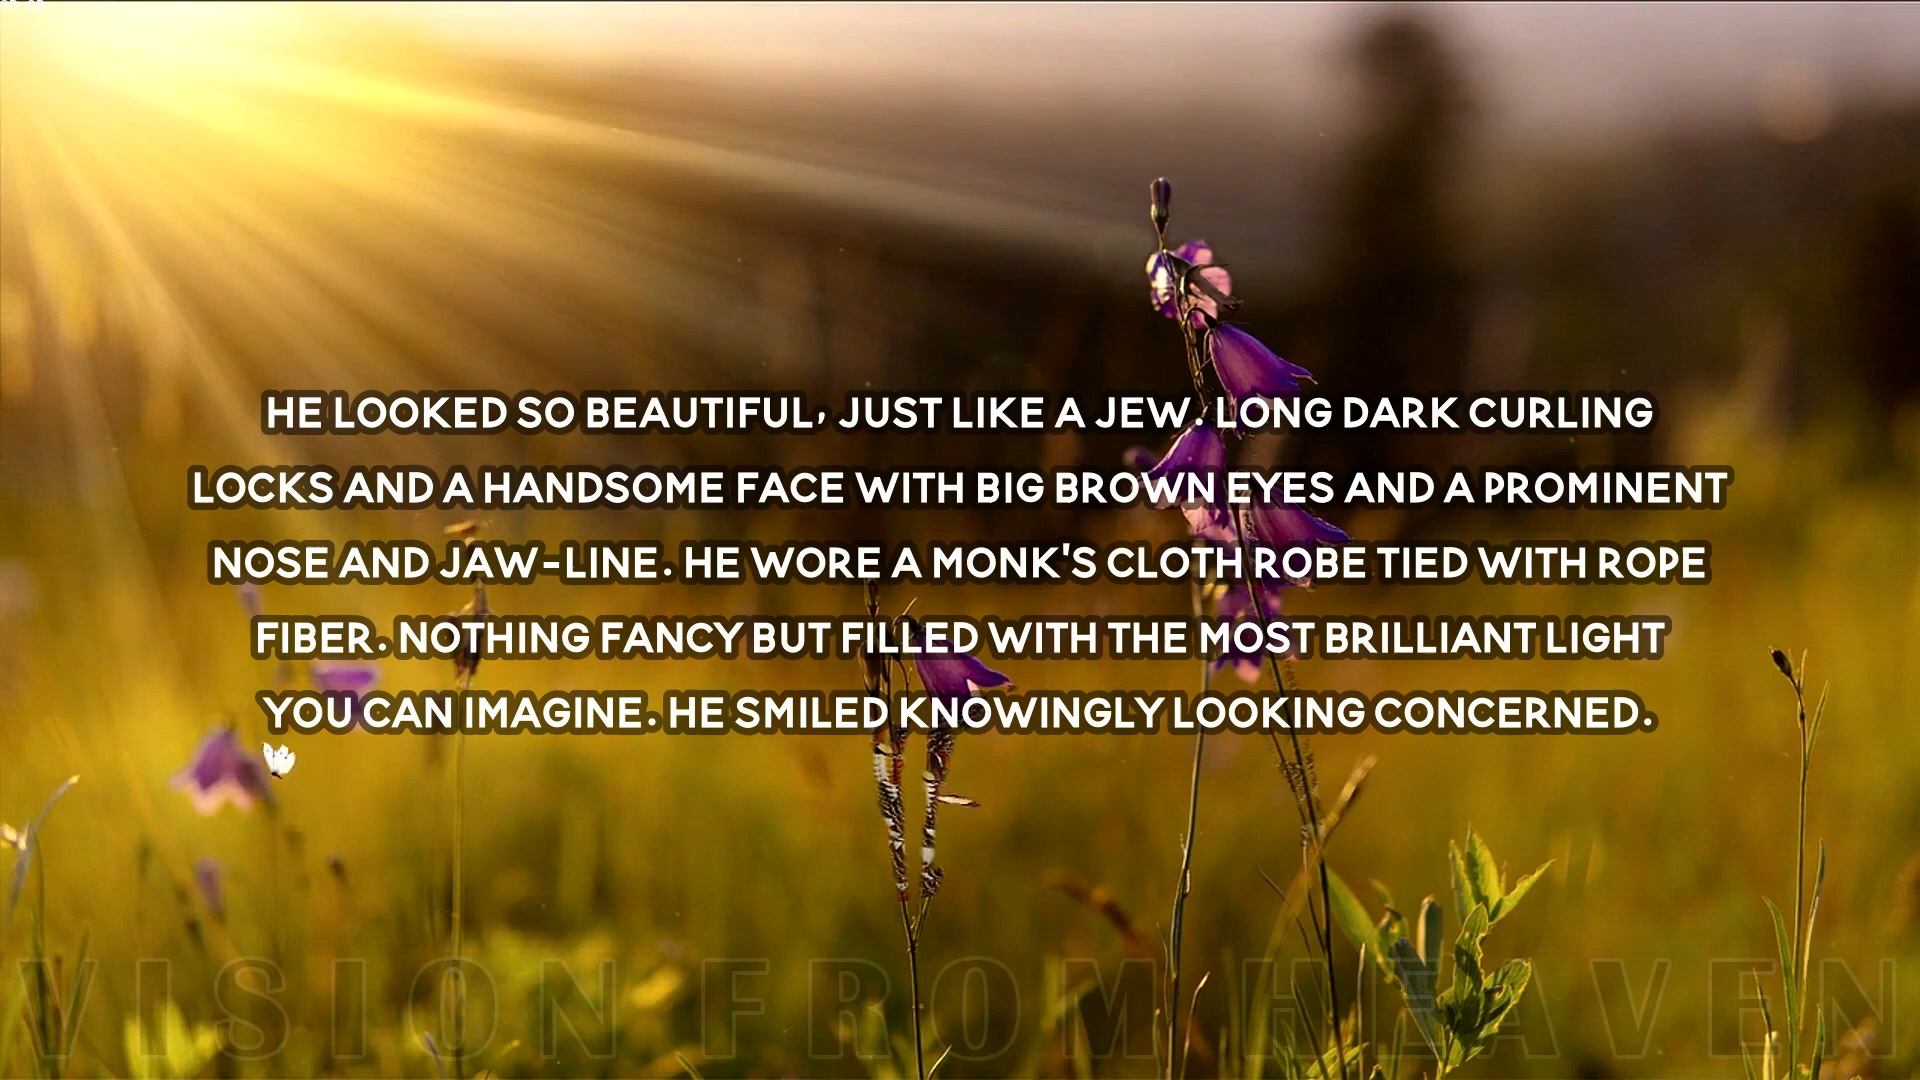 HE LOOKED SO BEAUTIFUL, JUST LIKE A JEW. LONG DARK CURLING
LOCKS AND A HANDSOME FACE WITH BIG BROWN EYES AND A PROMINENT
NOSE AND JAW-LINE. HE WORE A MONK'S CLOTH ROBE TIED WITH ROPE
FIBER. NOTHING FANCY BUT FILLED WITH THE MOST BRILLIANT LIGHT
YOU CAN IMAGINE. HE SMILED KNOWINGLY LOOKING CONCERNED.
VISION FROM HEAVEN